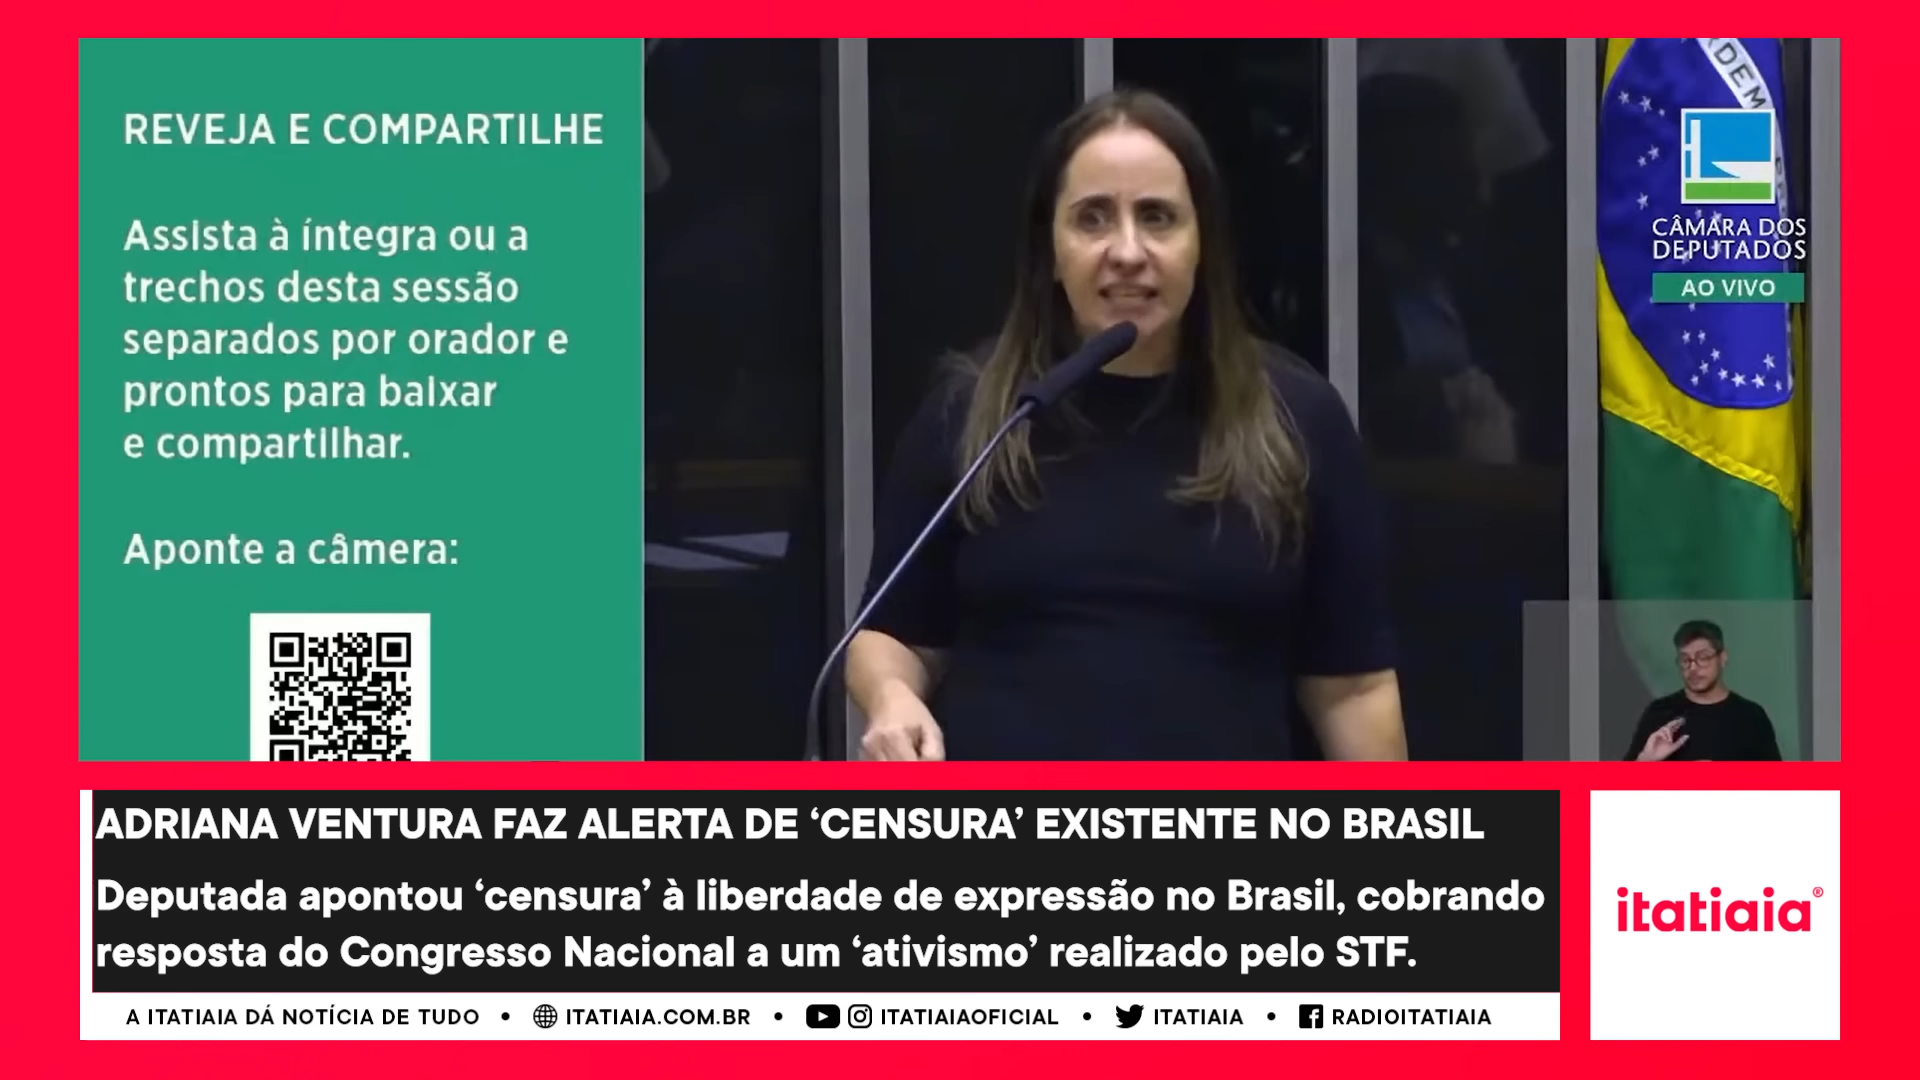 REVEJA E COMPARTILHE
Assista à íntegra ou a
trechos desta sessão
separados por orador e
prontos para baixar
e compartilhar.
Aponte a câmera:
RDEM
CÂMARA DOS
DEPUTADOS
AO VIVO
ADRIANA VENTURA FAZ ALERTA DE ‘CENSURA’ EXISTENTE NO BRASIL
Deputada apontou ‘censura’ à liberdade de expressão no Brasil, cobrando
resposta do Congresso Nacional a um ‘ativismo’ realizado pelo STF.
itatiaia®
A ITATIAIA DÁ NOTÍCIA DE TUDO • ITATIAIA.COM.BR • ITATIAIAOFICIAL • ITATIAIA • RADIOITATIAIA